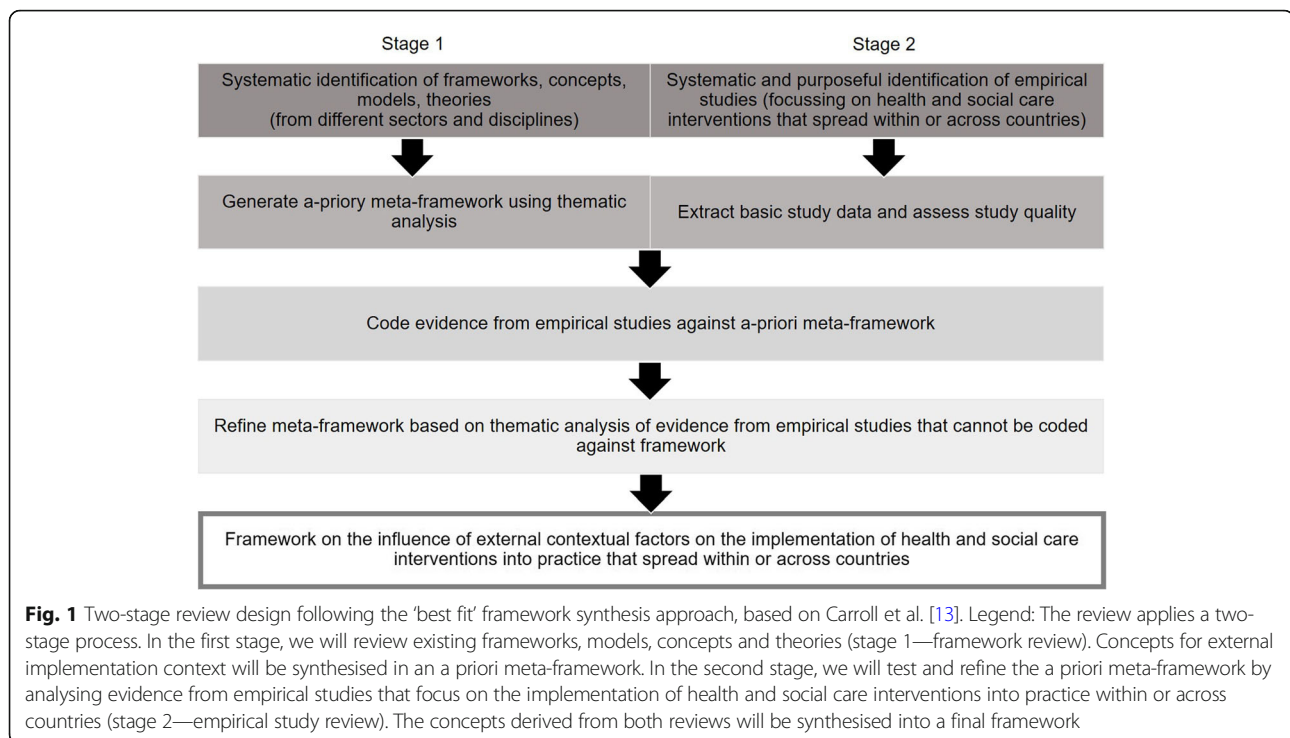 Stage 1
Stage 2
Systematic identification of frameworks, concepts,
models, theories
(from different sectors and disciplines)
Systematic and purposeful identification of empirical
studies (focussing on health and social care
interventions that spread within or across countries)
Generate a-priory meta-framework using thematic
analysis
Extract basic study data and assess study quality
Code evidence from empirical studies against a-priori meta-framework
Refine meta-framework based on thematic analysis of evidence from empirical studies that cannot be coded
against framework
Framework on the influence of external contextual factors on the implementation of health and social care
interventions into practice that spread within or across countries
Fig. 1 Two-stage review design following the ‘best fit’ framework synthesis approach, based on Carroll et al. [13]. Legend: The review applies a two-
stage process. In the first stage, we will review existing frameworks, models, concepts and theories (stage 1—framework review). Concepts for external
implementation context will be synthesised in an a priori meta-framework. In the second stage, we will test and refine the a priori meta-framework by
analysing evidence from empirical studies that focus on the implementation of health and social care interventions into practice within or across
countries (stage 2—empirical study review). The concepts derived from both reviews will be synthesised into a final framework